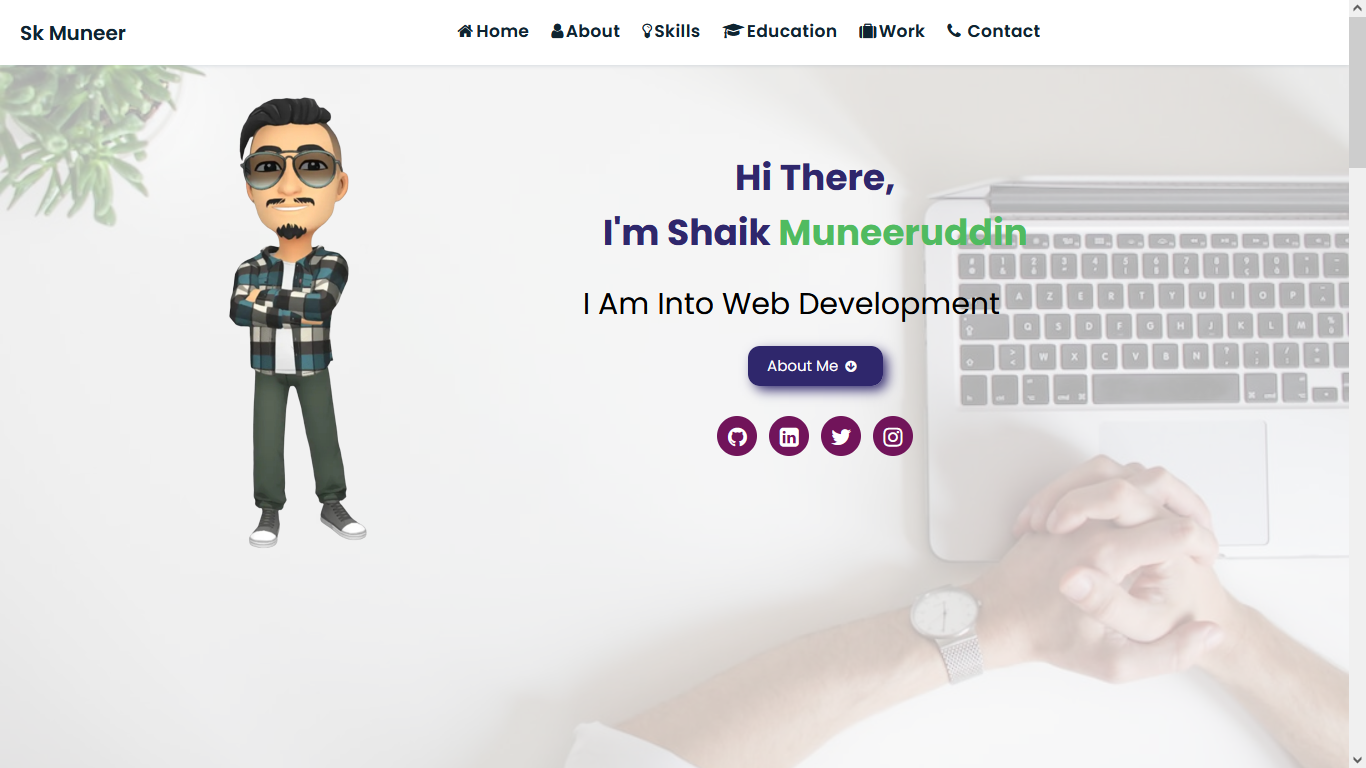 Sk Muneer
Home About Skills Education Work Contact
Hi There,
I'm Shaik Muneeruddin
I Am Into Web Development
About Me